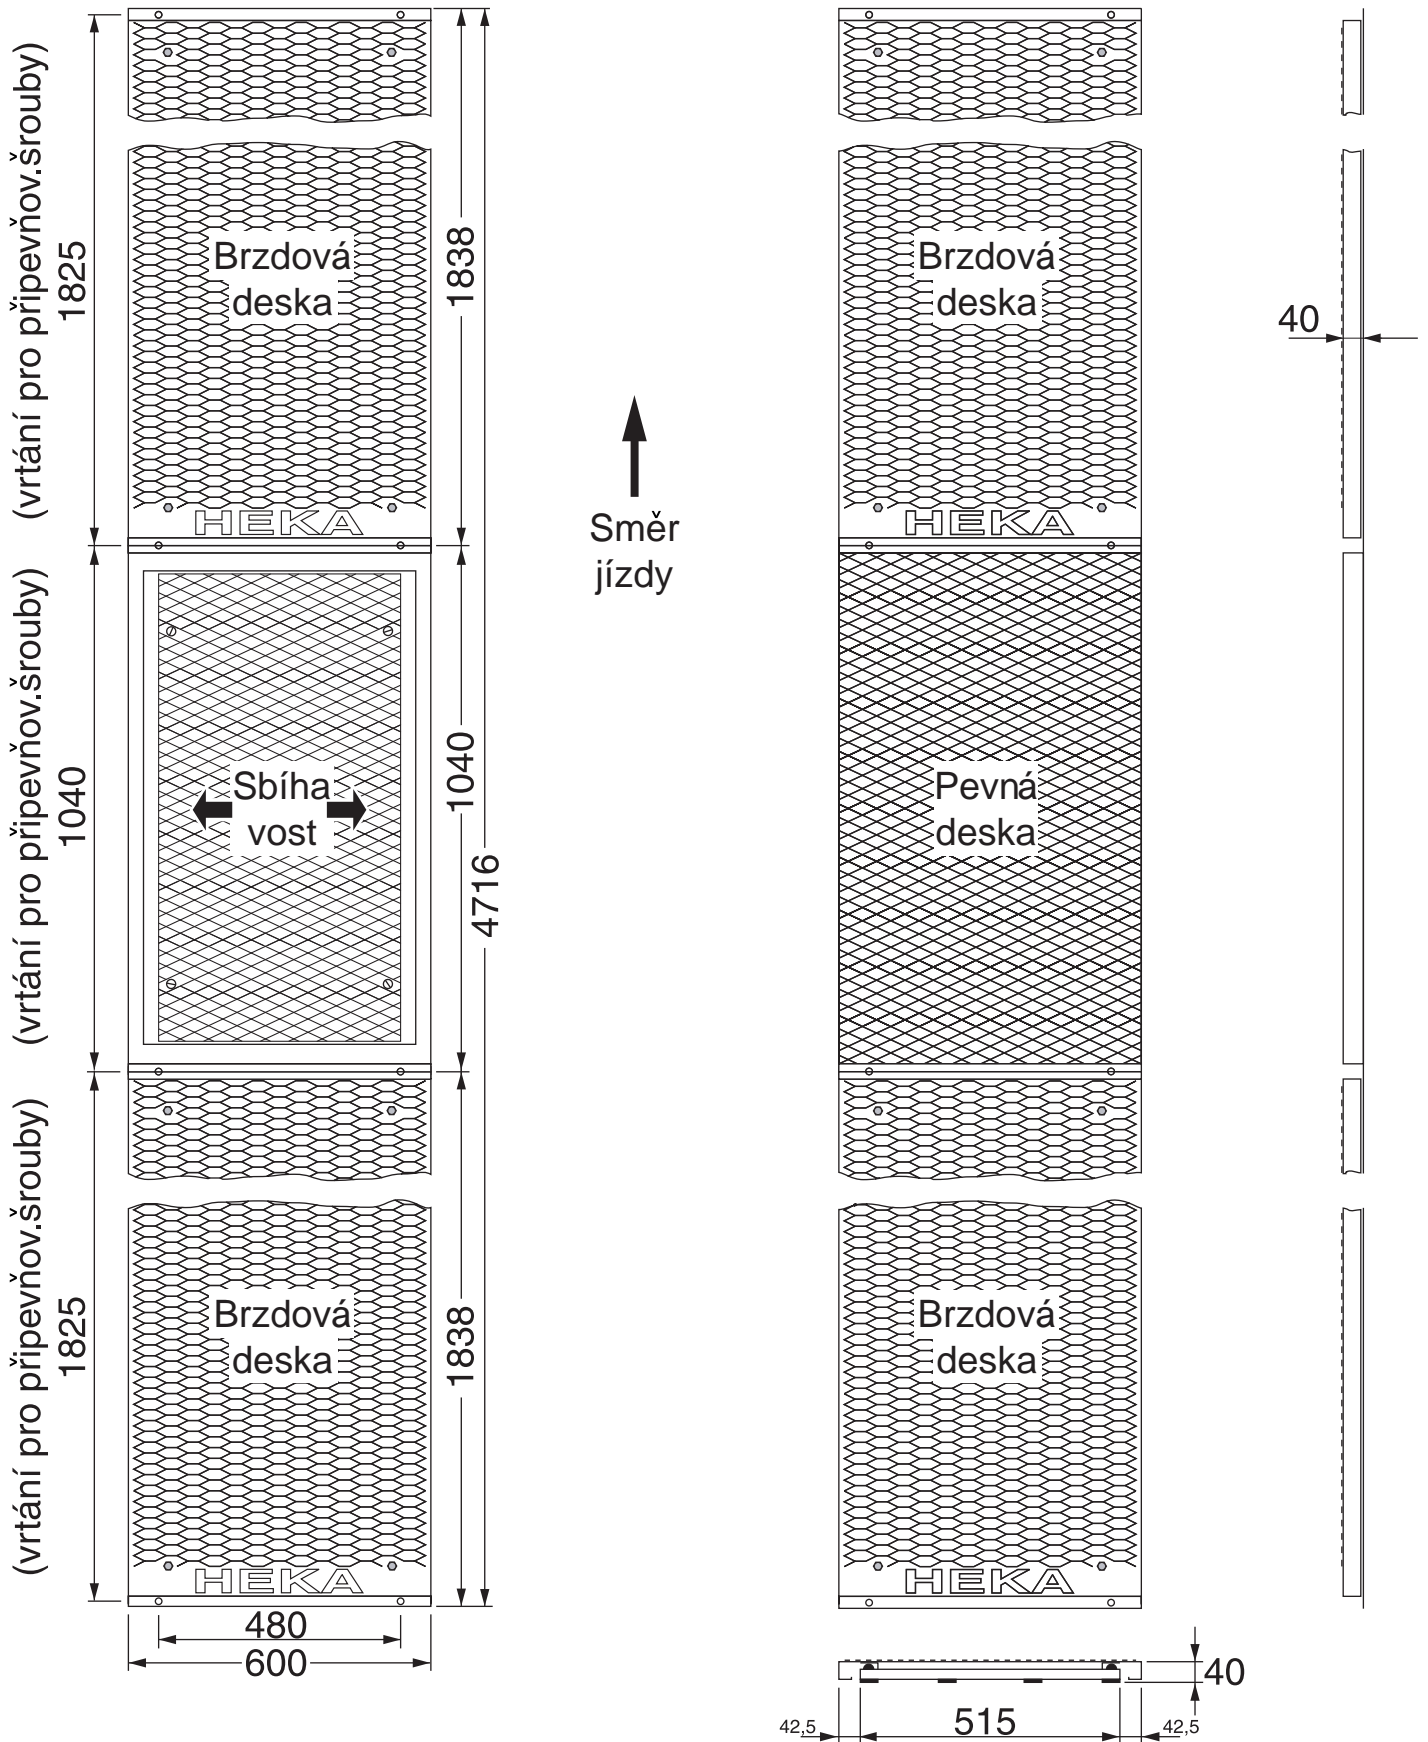 (vrtání pro připevňov.šrouby)
1825
Brzdová
deska
1838
HEKA
Směr
jízdy
Brzdová
deska
HEKA
40
(vrtání pro připevňov.šrouby)
1040
Sbíha
vost
1040
4716
Pevná
deska
(vrtání pro připevňov.šrouby)
1825
Brzdová
deska
1838
HEKA
480
600
Brzdová
deska
HEKA
40
42,5
515
42,5